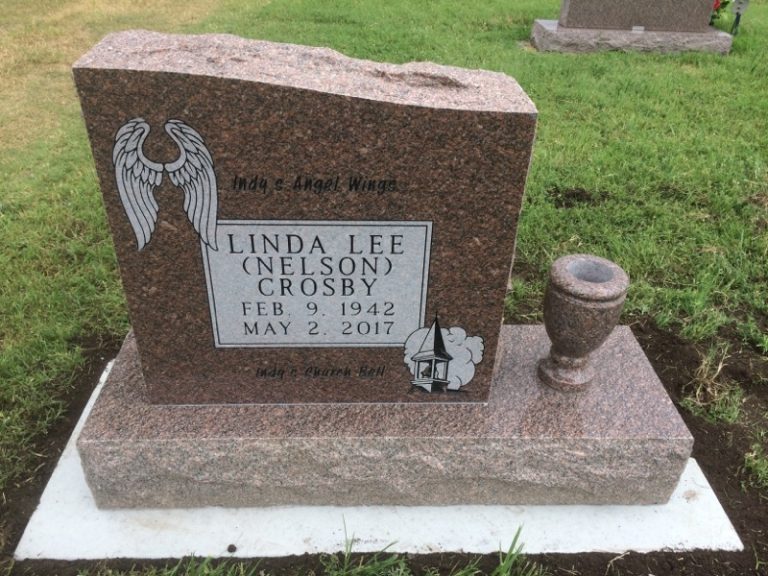 Indy's Angel Wings
LINDA LEE
(NELSON)
CROSBY
FEB. 9. 1942
MAY 2. 2017
Indy's Church Bell